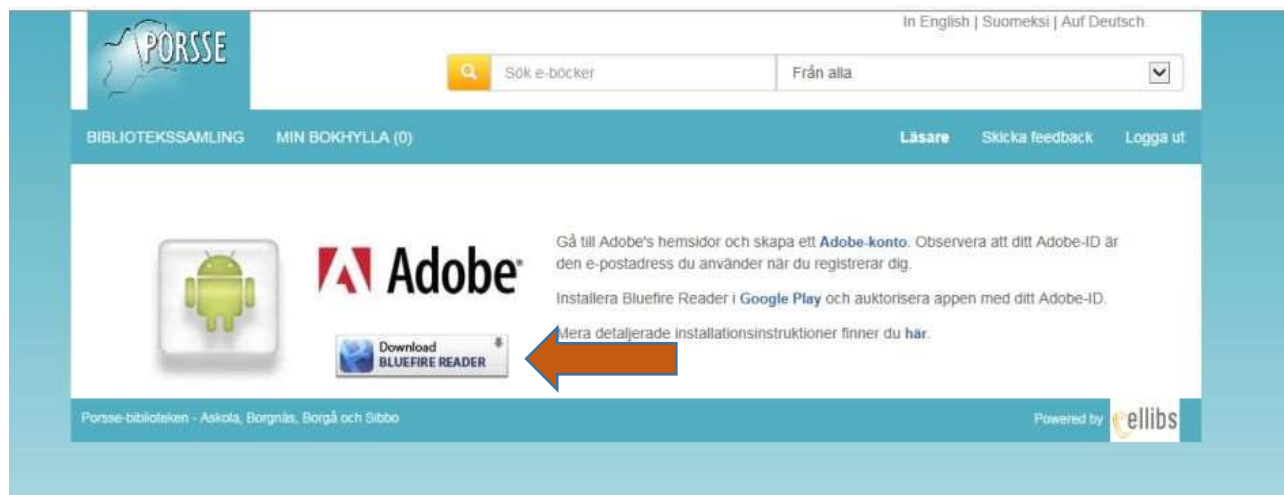 In English | Suomeksi | Auf Deutsch
PORSSE
Sök e-böcker
Från alla
BIBLIOTEKSSAMLING MIN BOKHYLLA (0) Läsare Skicka feedback Logga ut
Adobe
Gå till Adobe's hemsidor och skapa ett Adobe-konto. Observera att ditt Adobe-ID är
den e-postadress du använder när du registrerar dig.
Installera Bluefire Reader i Google Play och auktorisera appen med ditt Adobe-ID.
Mera detaljerade installationsinstruktioner finner du här.
Download
BLUEFIRE READER
Porsse-biblioteken - Askola, Borgnäs, Borgå och Sibbo
Powered by ellibs